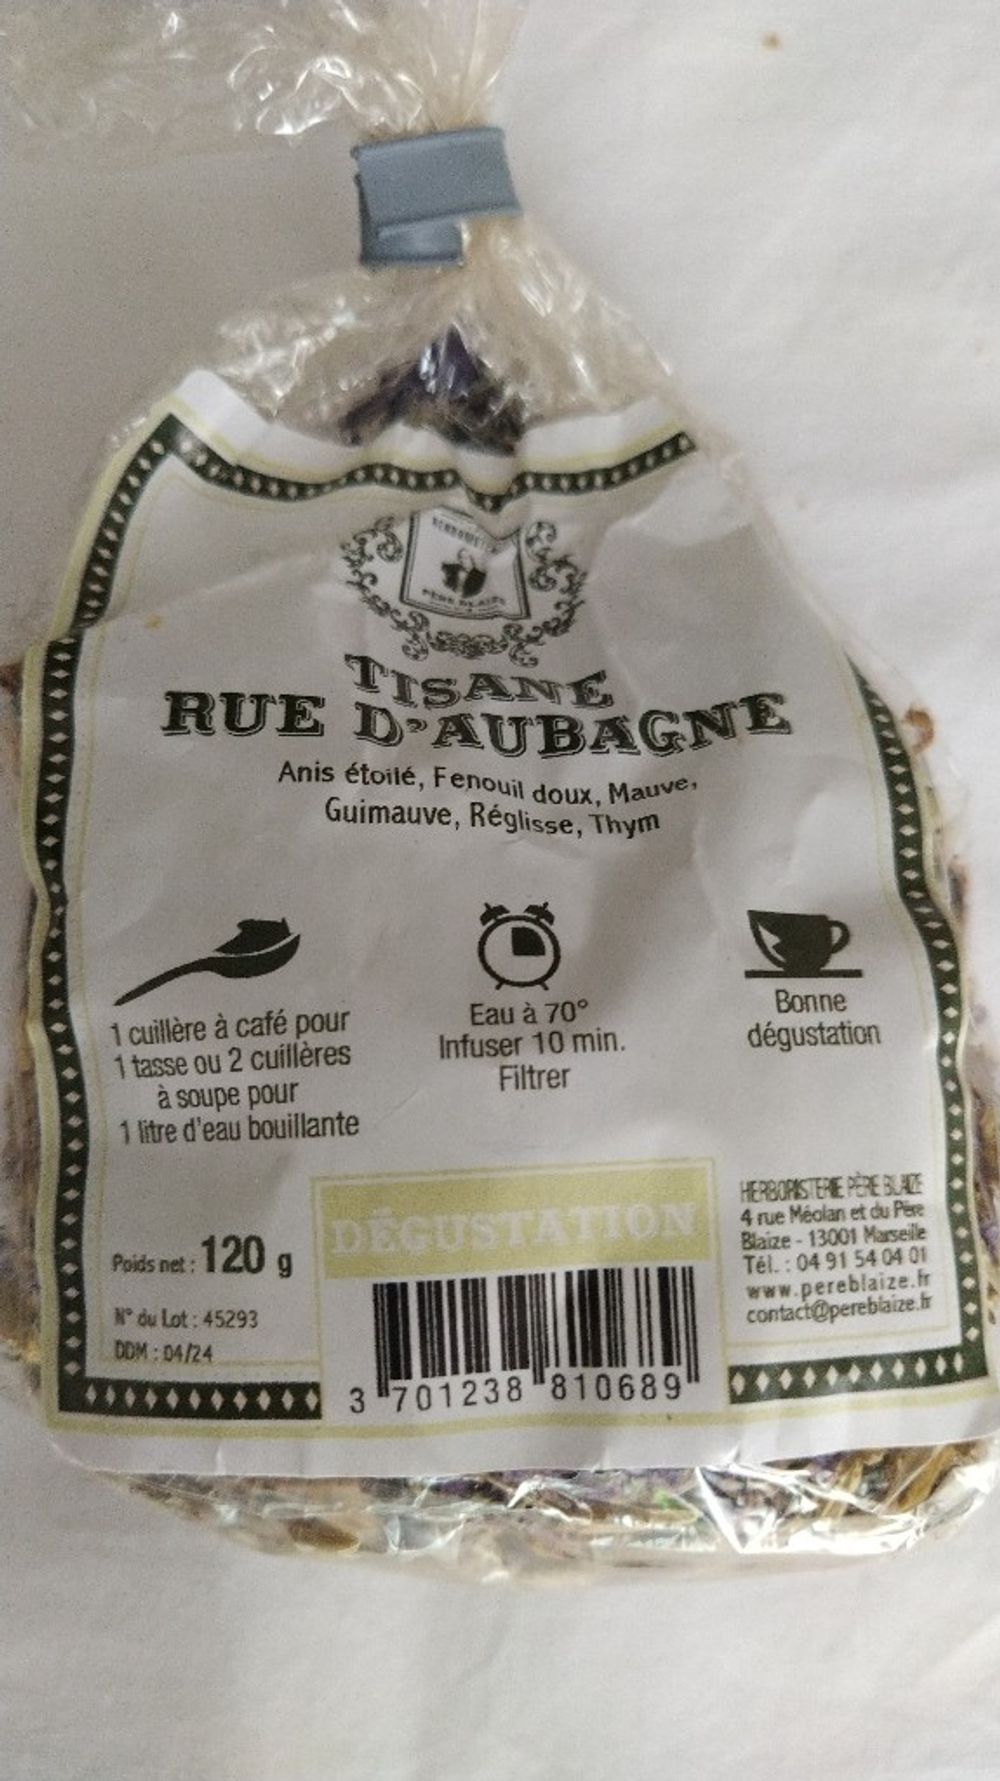 HERBORISTERIE
PÈRE BLAIZE
TISANE
RUE D'AUBAGNE
Anis étoilé, Fenouil doux, Mauve,
Guimauve, Réglisse, Thym
1 cuillère à café pour
1 tasse ou 2 cuillères
à soupe pour
1 litre d'eau bouillante
Eau à 70°
Infuser 10 min.
Filtrer
Bonne
dégustation
Poids net : 120 g
N° du Lot : 45293
DDM : 04/24
DÉGUSTATION
3 701238 810689
HERBORISTERIE PÈRE BLAIZE
4 rue Méolan et du Père
Blaize - 13001 Marseille
Tél. : 04 91 54 04 01
www.pereblaize.fr
contact@pereblaize.fr